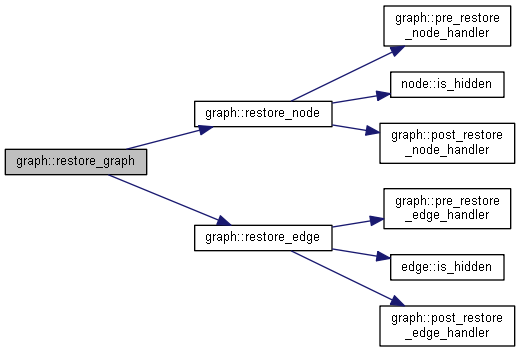 graph::pre_restore
_node_handler
node::is_hidden
graph::restore_node
graph::post_restore
_node_handler
graph::restore_graph
graph::pre_restore
_edge_handler
graph::restore_edge
edge::is_hidden
graph::post_restore
_edge_handler